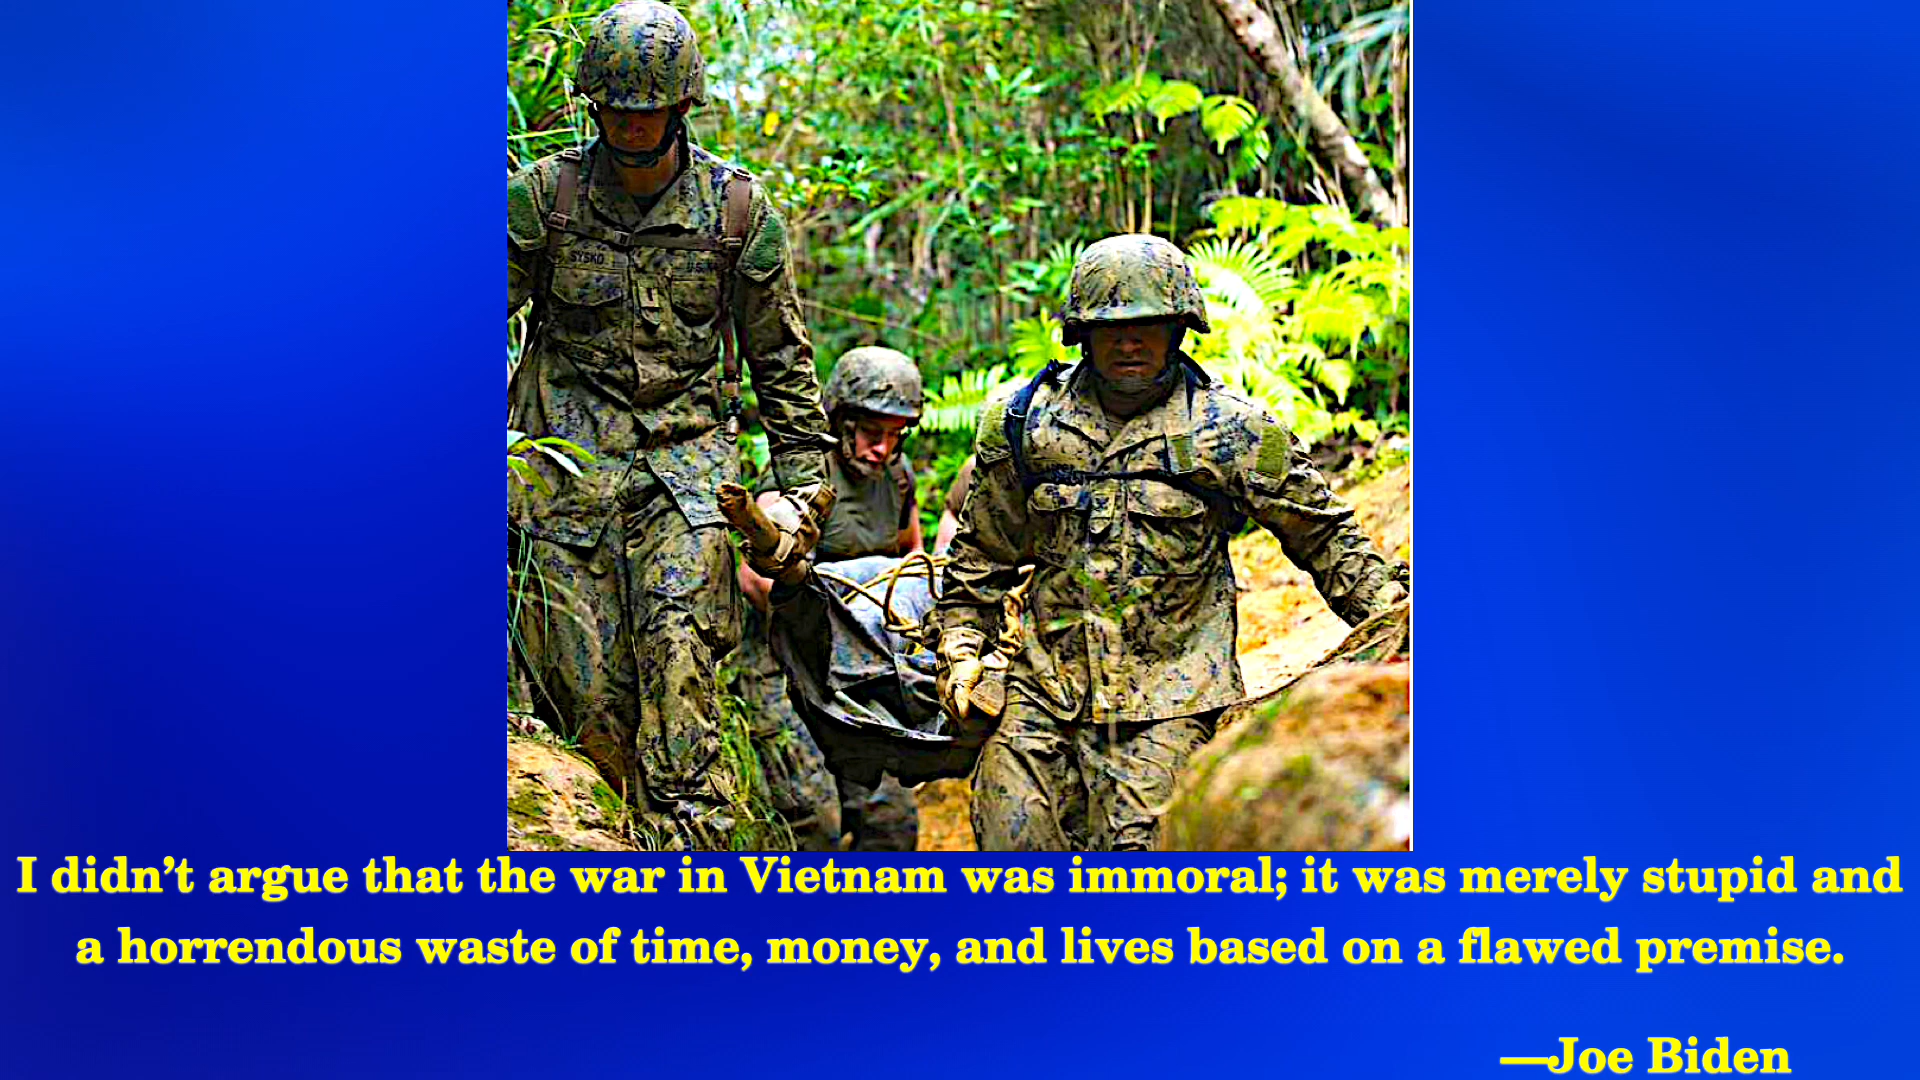 SYSKO
U.S.
I didn’t argue that the war in Vietnam was immoral; it was merely stupid and
a horrendous waste of time, money, and lives based on a flawed premise.
—Joe Biden